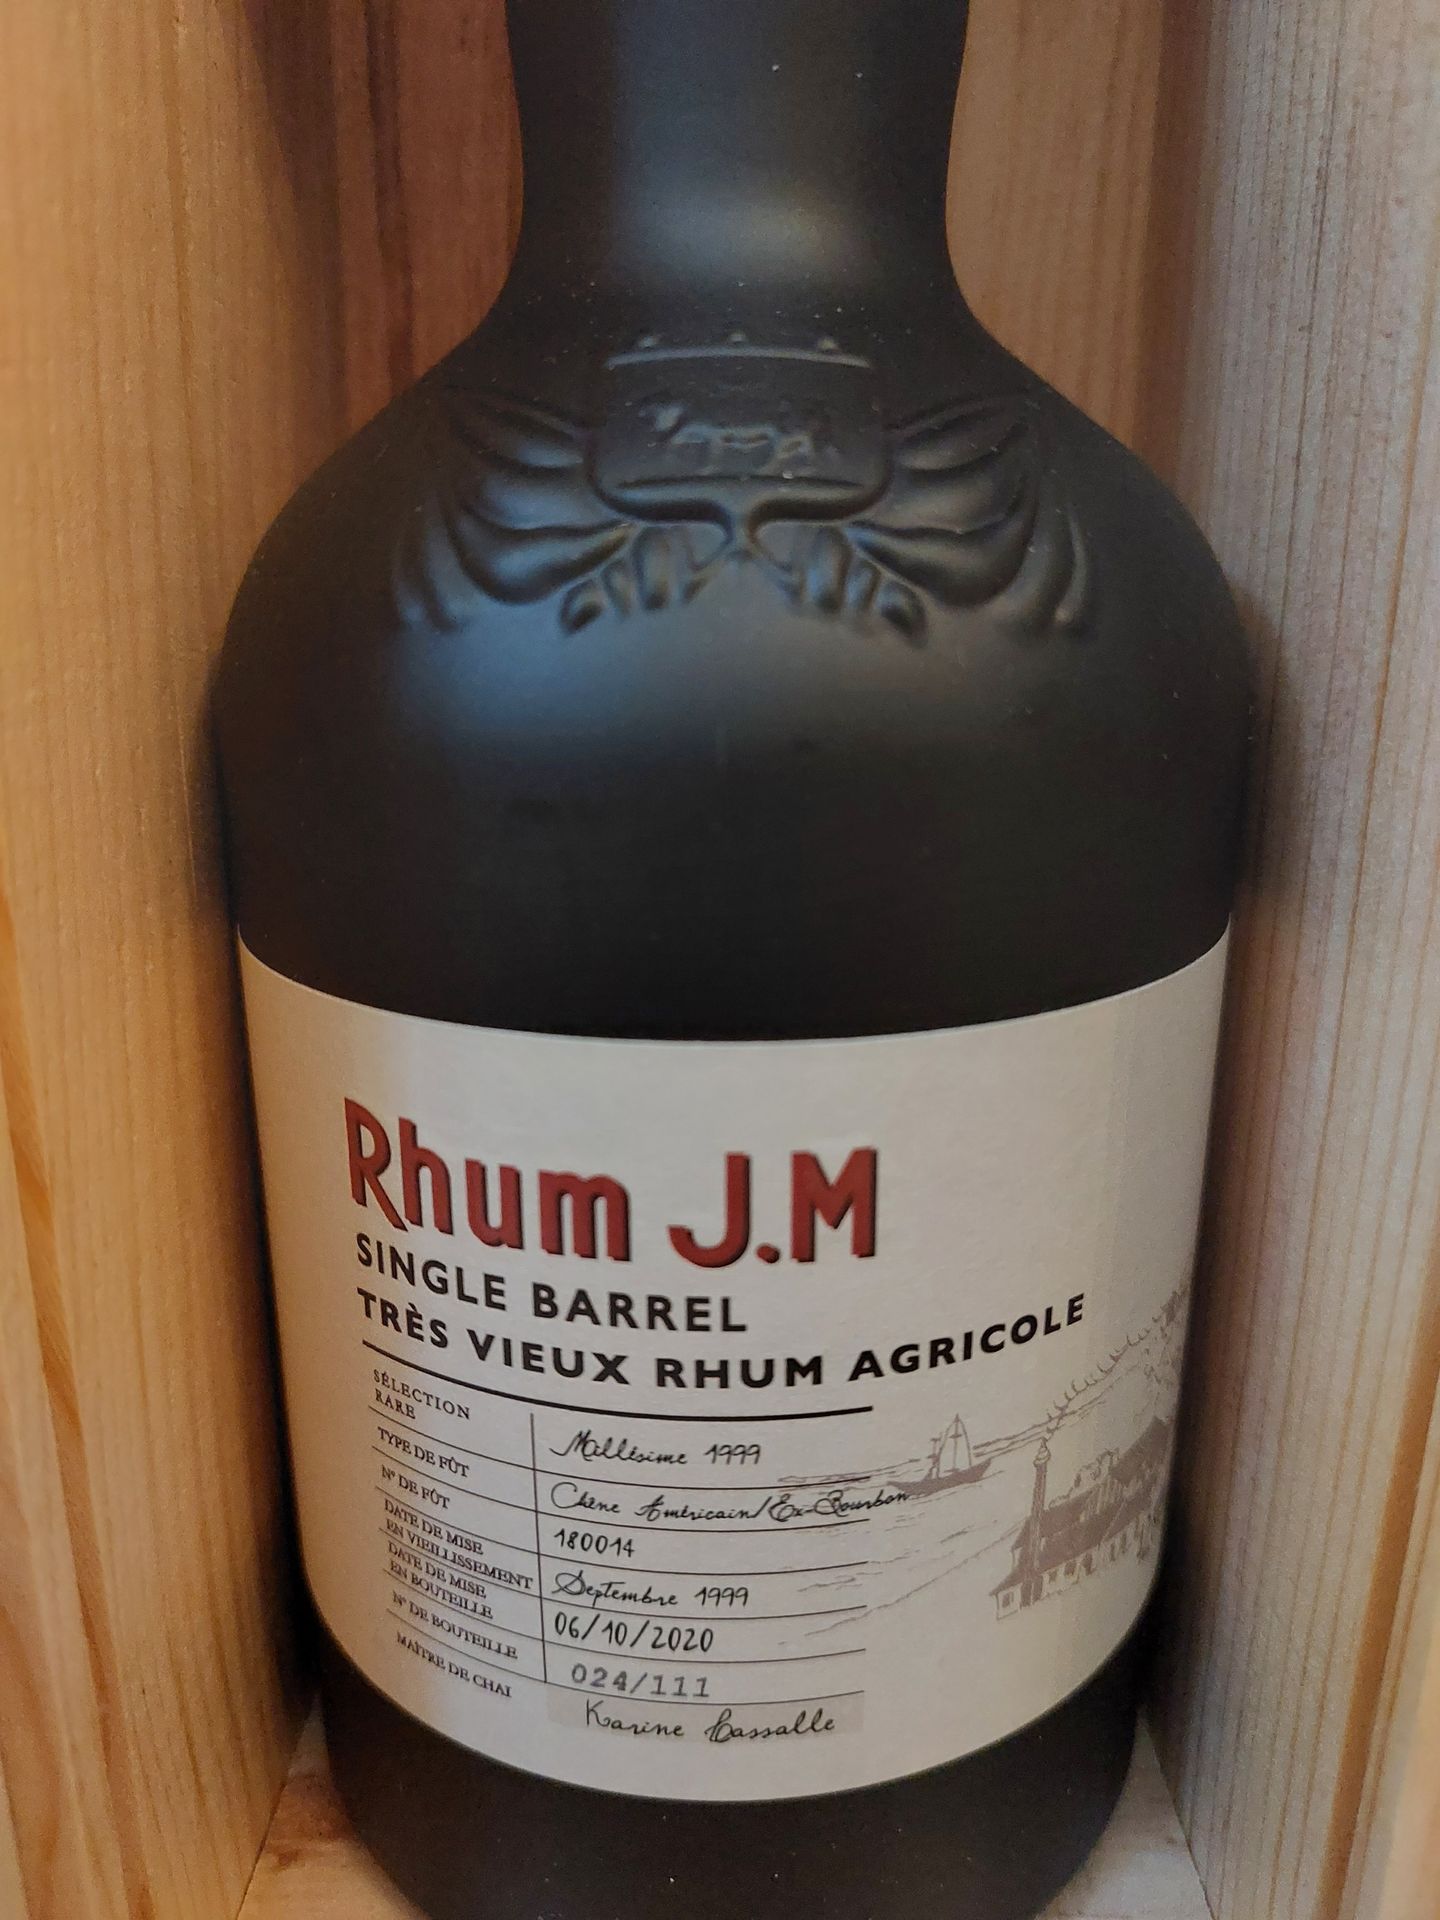 Rhum J.M
SINGLE BARREL
TRÈS VIEUX RHUM AGRICOLE
SÉLECTION
RARE
Millésime 1999
TYPE DE FÛT
Chêne Américain/Ex-Bourbon
N° DE FÛT
180014
DATE DE MISE
EN VIEILLISSEMENT
Septembre 1999
DATE DE MISE
EN BOUTEILLE
06/10/2020
N° DE BOUTEILLE
024/111
MAÎTRE DE CHAI
Karine Lassalle